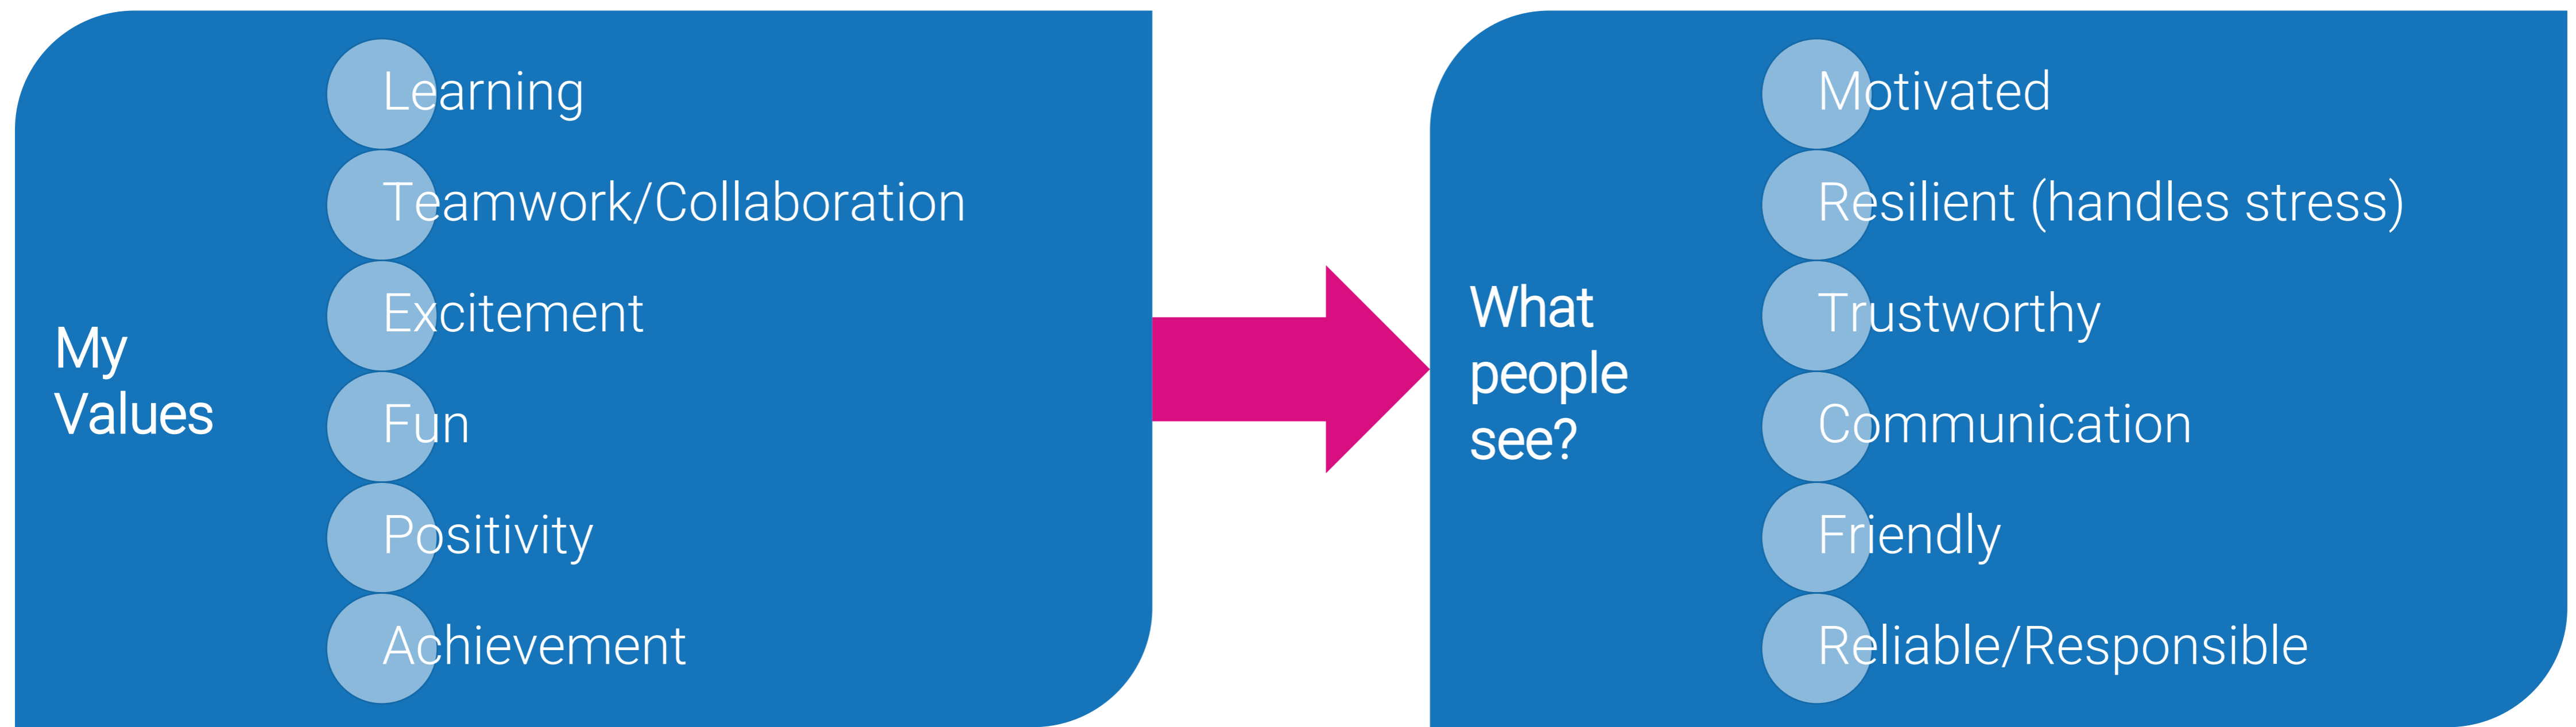 My
Values
Learning
Teamwork/Collaboration
Excitement
Fun
Positivity
Achievement
What
people
see?
Motivated
Resilient (handles stress)
Trustworthy
Communication
Friendly
Reliable/Responsible